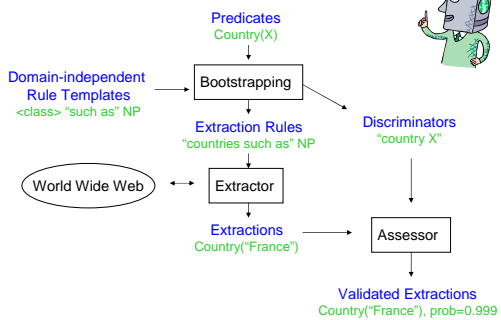 Predicates
Country(X)
Domain-independent
Rule Templates
<class> “such as” NP
Bootstrapping
Extraction Rules
“countries such as” NP
Discriminators
“country X”
World Wide Web
Extractor
Extractions
Country(“France”)
Assessor
Validated Extractions
Country(“France”), prob=0.999